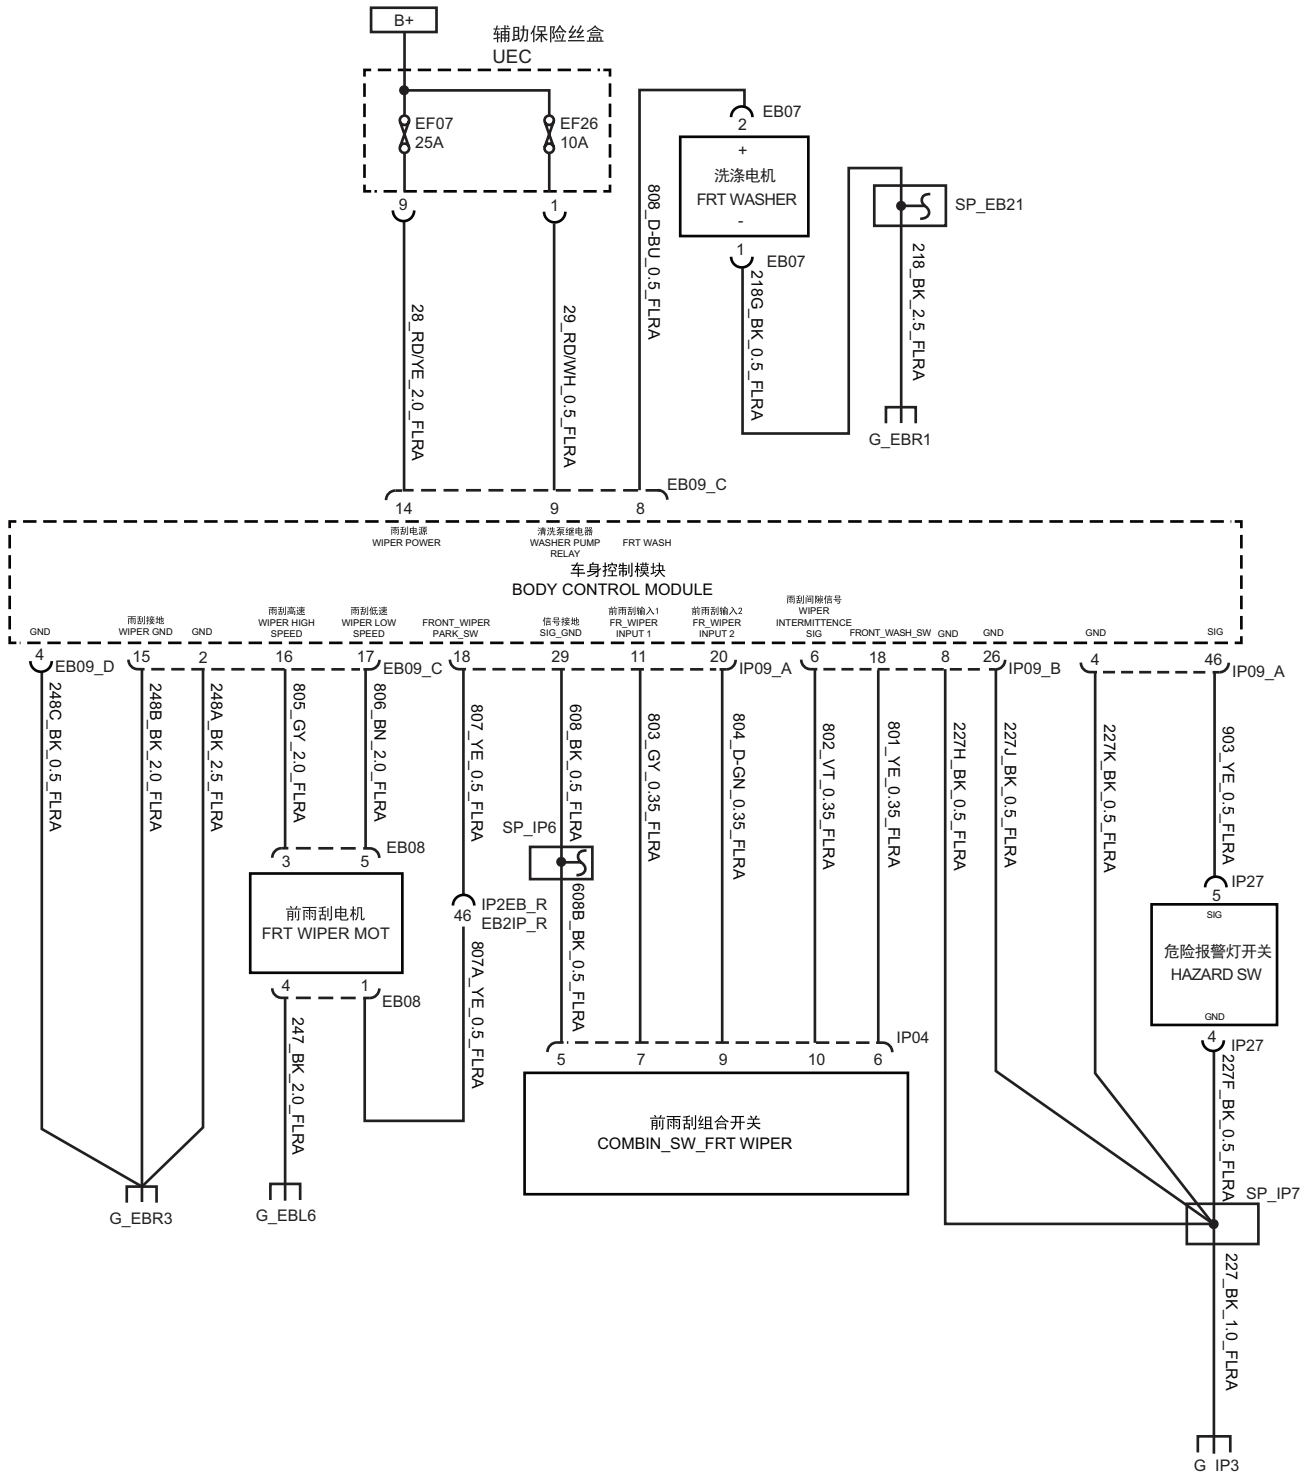 B+
辅助保险丝盒
UEC
EF07
25A
EF26
10A
9
1
28_RD/YE_2.0_FLRA
29_RD/WH_0.5_FLRA
808_D-BU_0.5_FLRA
EB07
2
+
洗涤电机
FRT WASHER
-
1
EB07
218G_BK_0.5_FLRA
SP_EB21
218_BK_2.5_FLRA
G_EBR1
EB09_C
14
9
8
雨刮电源
WIPER POWER
清洗泵继电器
WASHER PUMP
RELAY
FRT WASH
车身控制模块
BODY CONTROL MODULE
GND
雨刮接地
WIPER GND
GND
雨刮高速
WIPER HIGH
SPEED
雨刮低速
WIPER LOW
SPEED
FRONT_WIPER
PARK_SW
信号接地
SIG_GND
前雨刮输入1
FR_WIPER
INPUT 1
前雨刮输入2
FR_WIPER
INPUT 2
雨刮间隙信号
WIPER
INTERMITTENCE
SIG
FRONT_WASH_SW
GND
GND
GND
SIG
4
EB09_D
15
2
16
17
EB09_C
18
29
11
20
IP09_A
6
18
8
26
IP09_B
4
46
IP09_A
248C_BK_0.5_FLRA
248B_BK_2.0_FLRA
248A_BK_2.5_FLRA
805_GY_2.0_FLRA
806_BN_2.0_FLRA
807_YE_0.5_FLRA
608_BK_0.5_FLRA
803_GY_0.35_FLRA
804_D-GN_0.35_FLRA
802_VT_0.35_FLRA
801_YE_0.35_FLRA
227H_BK_0.5_FLRA
227J_BK_0.5_FLRA
227K_BK_0.5_FLRA
903_YE_0.5_FLRA
SP_IP6
3
5
EB08
前雨刮电机
FRT WIPER MOT
4
1
EB08
46
IP2EB_R
EB2IP_R
807A_YE_0.5_FLRA
608B_BK_0.5_FLRA
247_BK_2.0_FLRA
IP27
5
SIG
危险报警灯开关
HAZARD SW
GND
4
IP27
227F_BK_0.5_FLRA
IP04
5
7
9
10
6
前雨刮组合开关
COMBIN_SW_FRT WIPER
G_EBR3
G_EBL6
SP_IP7
227_BK_1.0_FLRA
G_IP3